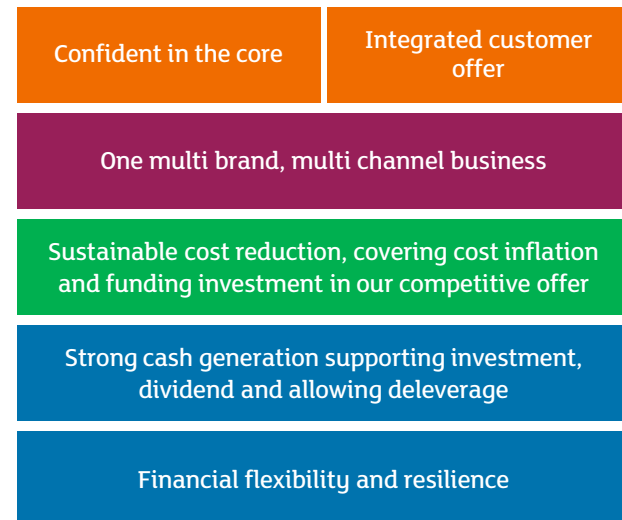 Confident in the core
Integrated customer
offer
One multi brand, multi channel business
Sustainable cost reduction, covering cost inflation
and funding investment in our competitive offer
Strong cash generation supporting investment,
dividend and allowing deleverage
Financial flexibility and resilience